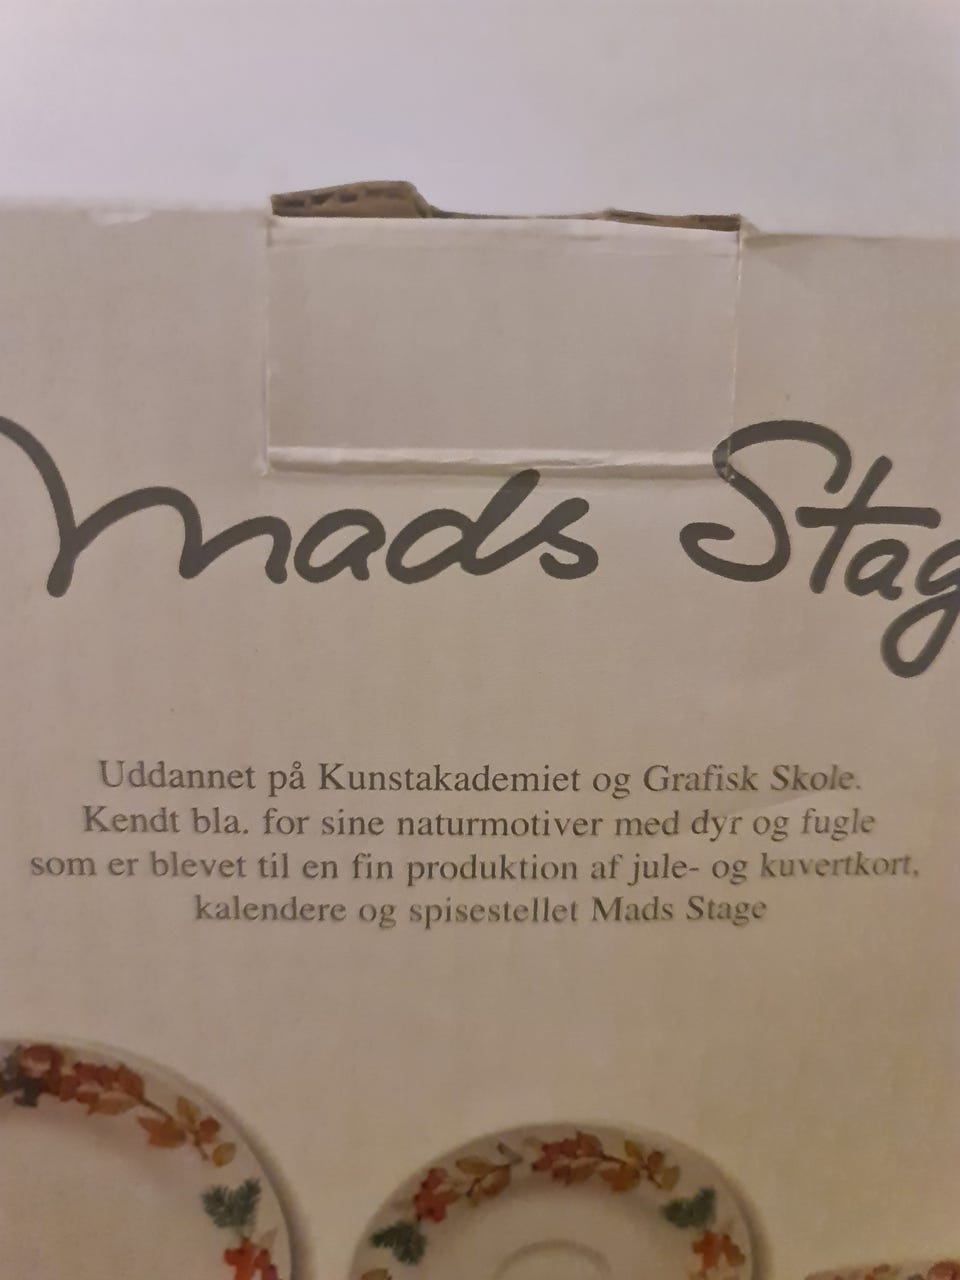 Mads Stag
Uddannet på Kunstakademiet og Grafisk Skole.
Kendt bla. for sine naturmotiver med dyr og fugle
som er blevet til en fin produktion af jule- og kuvertkort,
kalendere og spisestellet Mads Stage